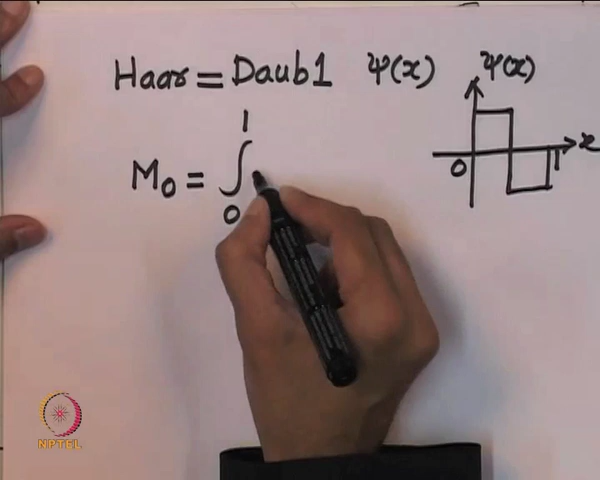 Haar = Daub1 Ψ(x) Ψ(x)
M₀ = ∫₀¹
0 1 x
NPTEL